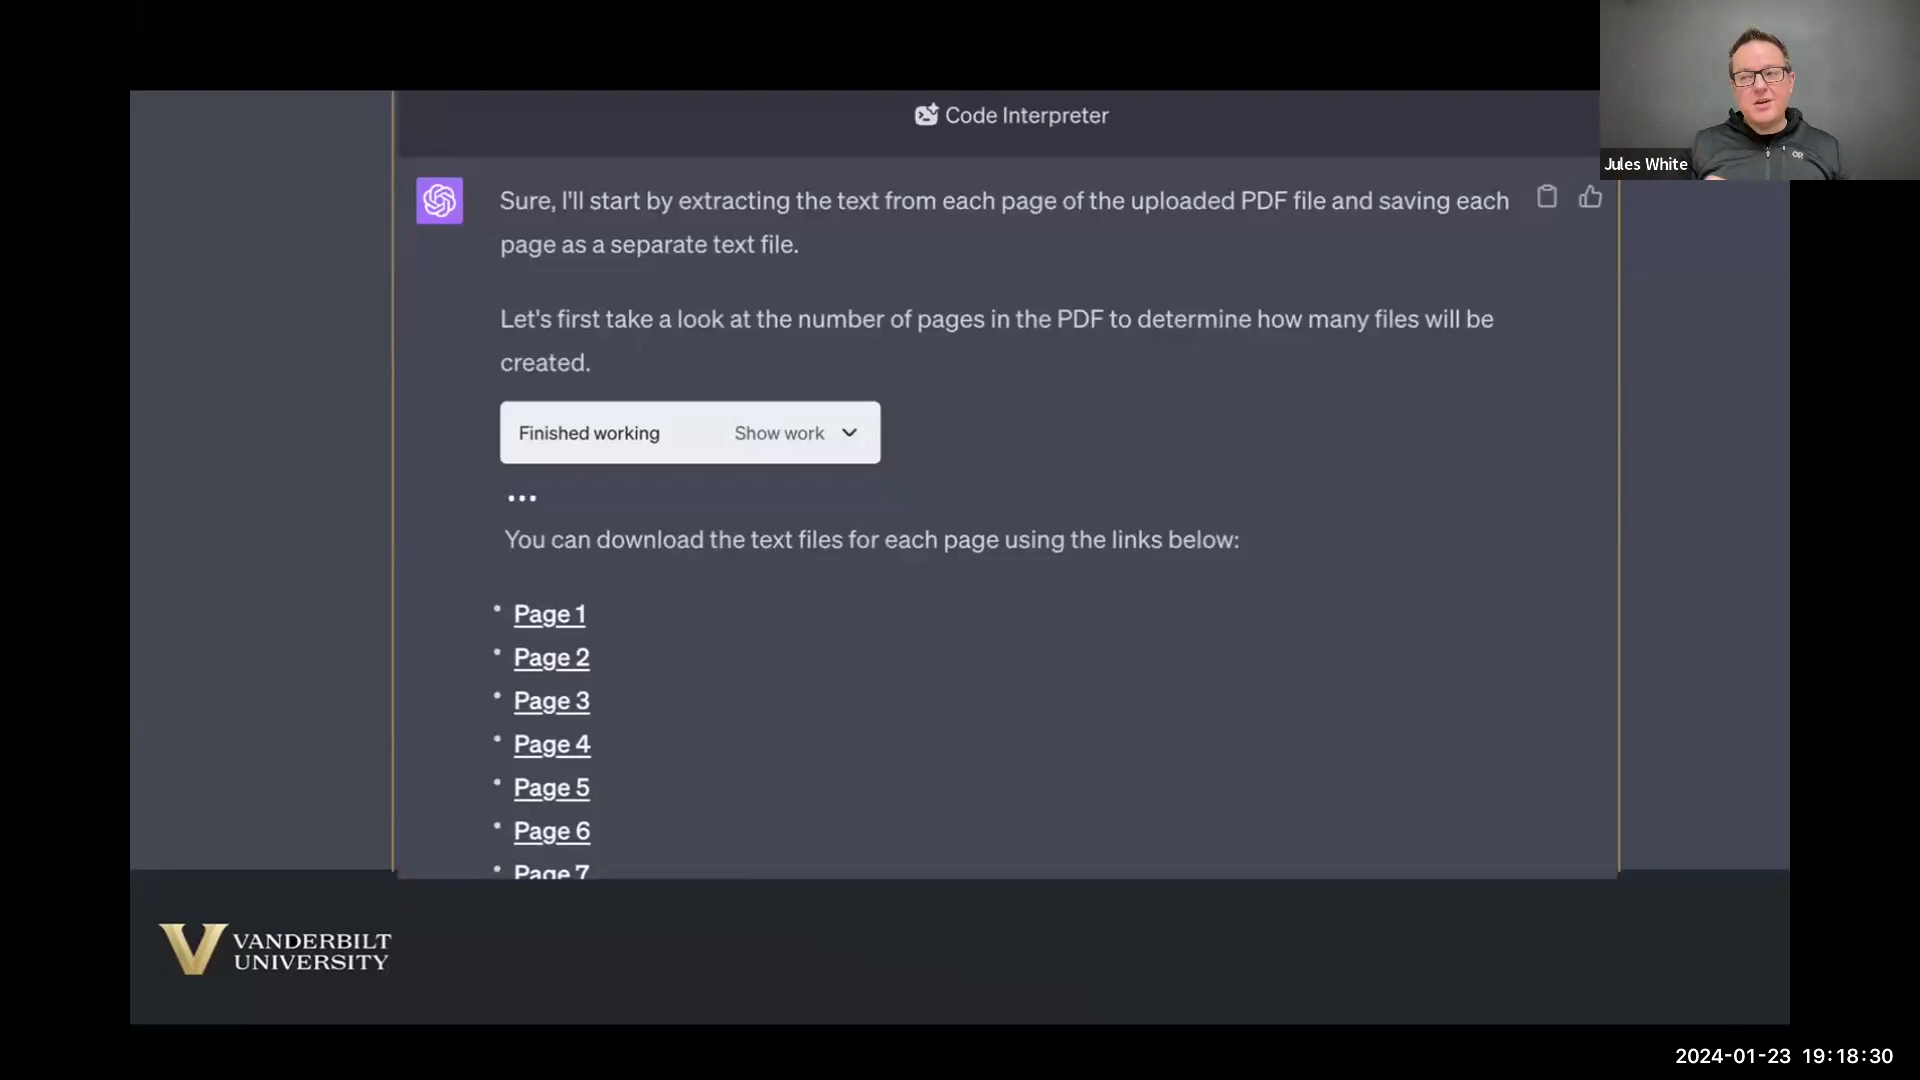 Code Interpreter
Jules White
Sure, I'll start by extracting the text from each page of the uploaded PDF file and saving each
page as a separate text file.
Let's first take a look at the number of pages in the PDF to determine how many files will be
created.
Finished working Show work
...
You can download the text files for each page using the links below:
• Page 1
• Page 2
• Page 3
• Page 4
• Page 5
• Page 6
• Page 7
V VANDERBILT
UNIVERSITY
2024-01-23 19:18:30